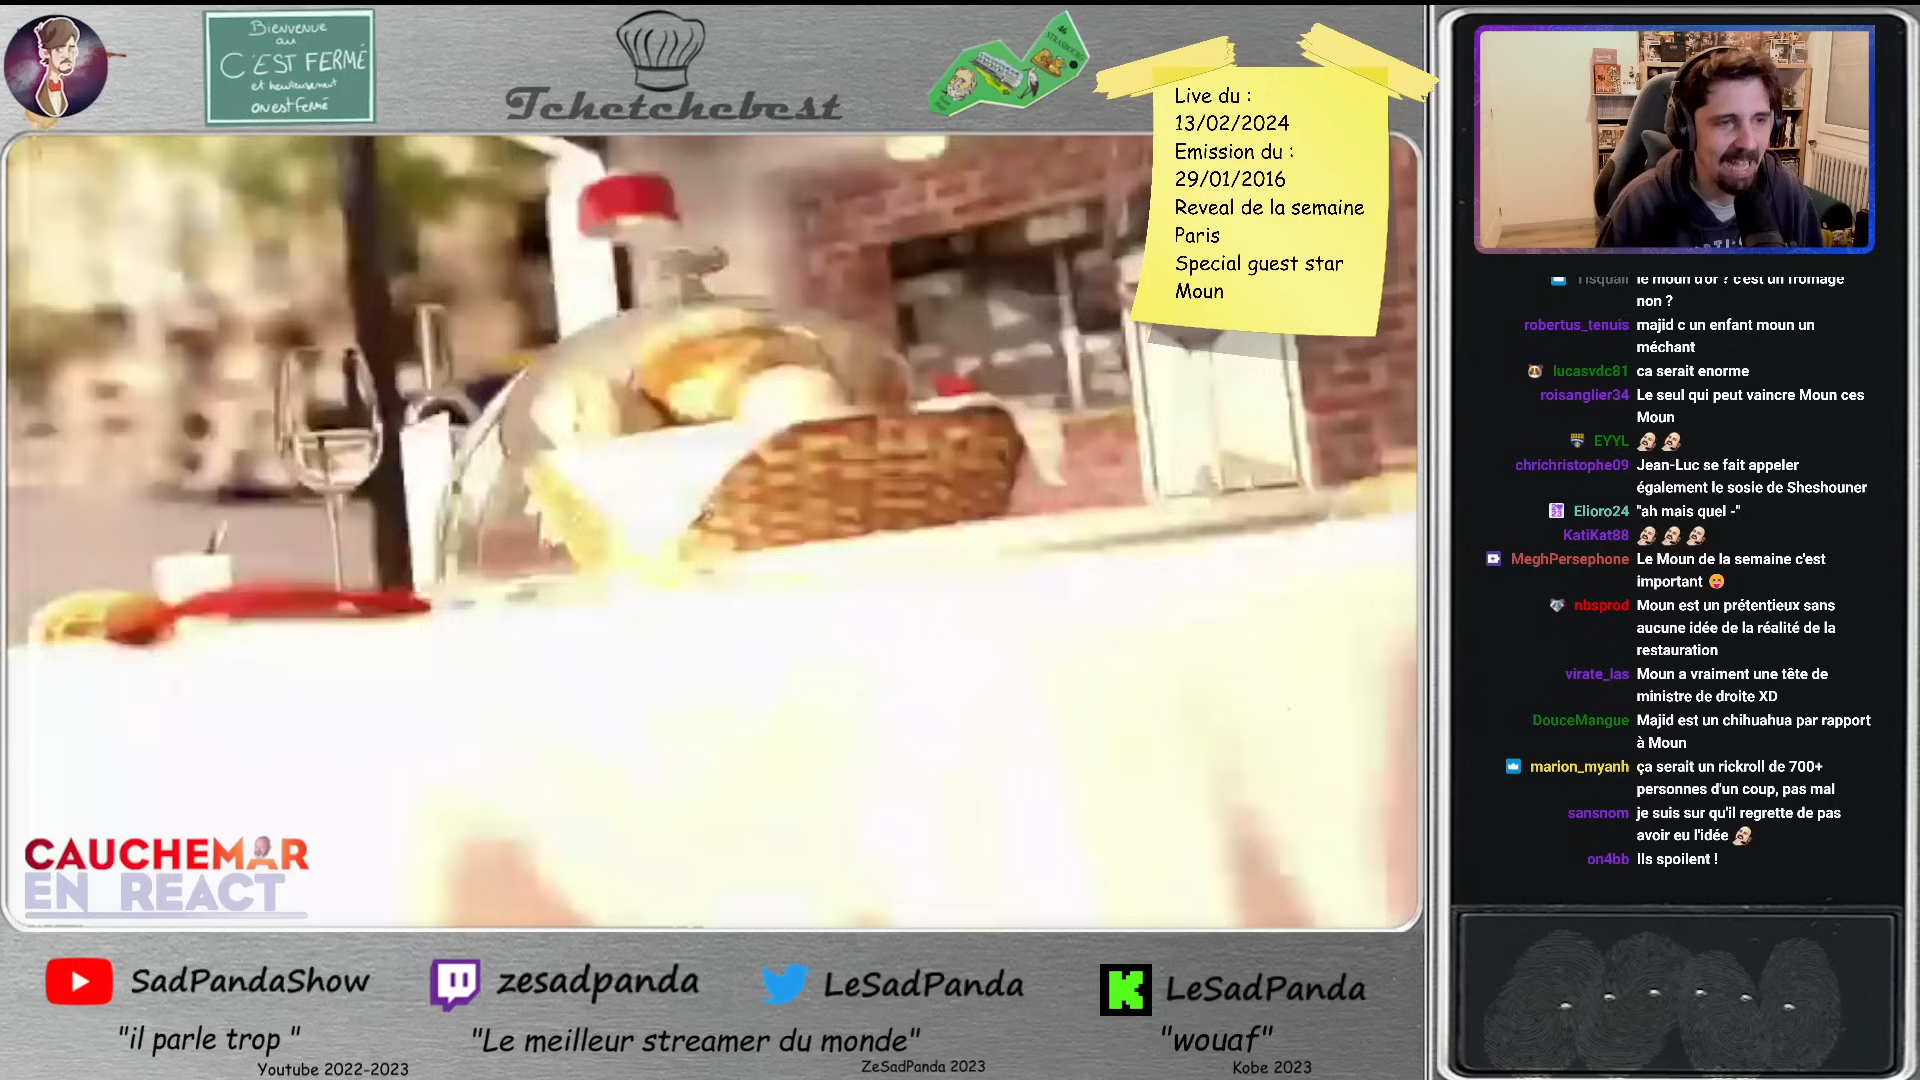 Bienvenue
au
C'EST FERMÉ
et heureusement
on est fermé
Tchetchebest
46
STRASBOURG
Live du :
13/02/2024
Emission du :
29/01/2016
Reveal de la semaine
Paris
Special guest star
Moun
le moun d'or ? c'est un fromage
non ?
robertus_tenuis majid c un enfant moun un
méchant
lucasvdc81 ca serait enorme
roisanglier34 Le seul qui peut vaincre Moun ces
Moun
EYYL
chrichristophe09 Jean-Luc se fait appeler
également le sosie de Sheshouner
Elioro24 "ah mais quel -"
KatiKat88
MeghPersephone Le Moun de la semaine c'est
important
nbsprod Moun est un prétentieux sans
aucune idée de la réalité de la
restauration
virate_las Moun a vraiment une tête de
ministre de droite XD
DouceMangue Majid est un chihuahua par rapport
à Moun
marion_myanh ça serait un rickroll de 700+
personnes d'un coup, pas mal
sansnom je suis sur qu'il regrette de pas
avoir eu l'idée
on4bb Ils spoilent !
CAUCHEMAR
EN REACT
SadPandaShow
zesadpanda
LeSadPanda
LeSadPanda
"il parle trop "
Youtube 2022-2023
"Le meilleur streamer du monde"
ZeSadPanda 2023
"wouaf"
Kobe 2023